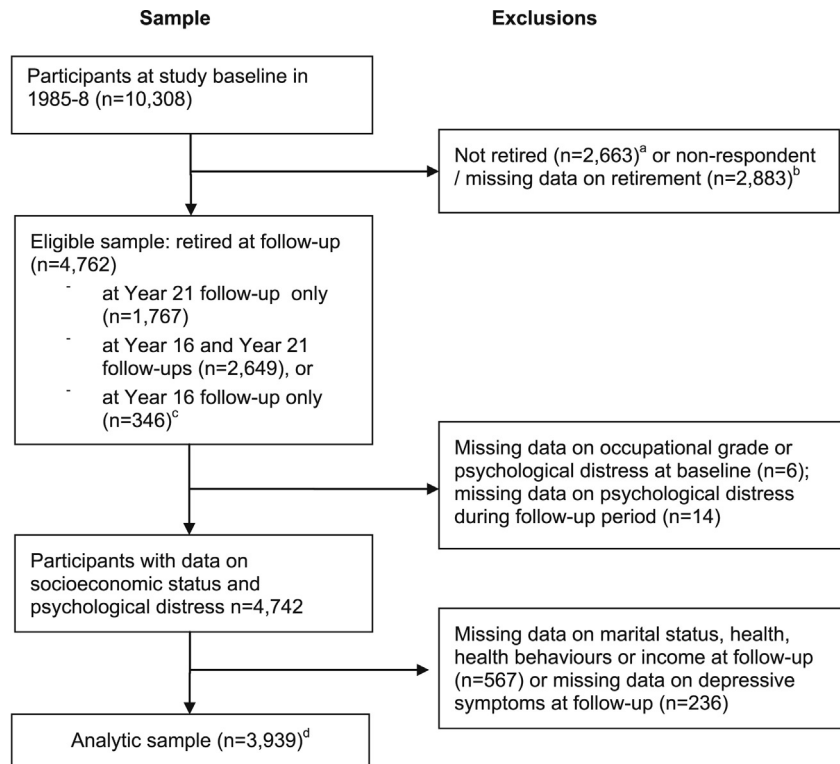 Sample
Exclusions
Participants at study baseline in
1985-8 (n=10,308)
Not retired (n=2,663)a or non-respondent
/ missing data on retirement (n=2,883)b
Eligible sample: retired at follow-up
(n=4,762)
- at Year 21 follow-up only
(n=1,767)
- at Year 16 and Year 21
follow-ups (n=2,649), or
- at Year 16 follow-up only
(n=346)c
Missing data on occupational grade or
psychological distress at baseline (n=6);
missing data on psychological distress
during follow-up period (n=14)
Participants with data on
socioeconomic status and
psychological distress n=4,742
Missing data on marital status, health,
health behaviours or income at follow-up
(n=567) or missing data on depressive
symptoms at follow-up (n=236)
Analytic sample (n=3,939)d